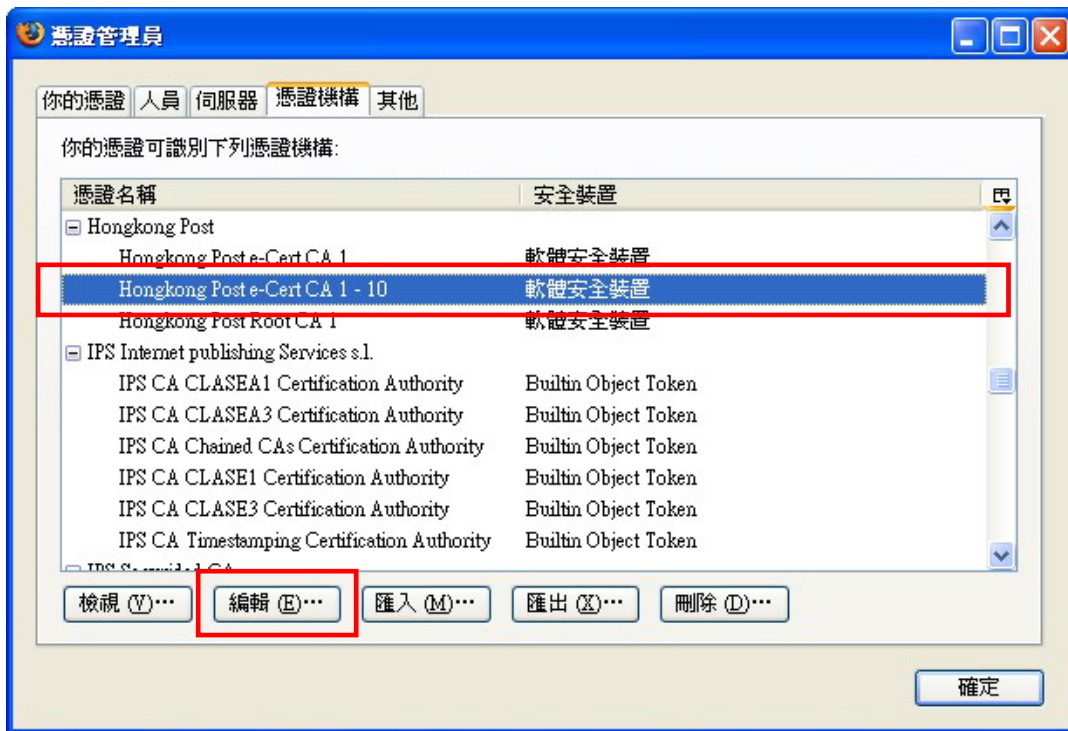 憑證管理員
你的憑證 人員 伺服器 憑證機構 其他
你的憑證可識別下列憑證機構:
憑證名稱 安全裝置
Hongkong Post
Hongkong Post e-Cert CA 1 軟體安全裝置
Hongkong Post e-Cert CA 1 - 10 軟體安全裝置
Hongkong Post Root CA 1 軟體安全裝置
IPS Internet publishing Services s.l.
IPS CA CLASEA1 Certification Authority Builtin Object Token
IPS CA CLASEA3 Certification Authority Builtin Object Token
IPS CA Chained CAs Certification Authority Builtin Object Token
IPS CA CLASE1 Certification Authority Builtin Object Token
IPS CA CLASE3 Certification Authority Builtin Object Token
IPS CA Timestamping Certification Authority Builtin Object Token
檢視 (V)… 編輯 (E)… 匯入 (M)… 匯出 (X)… 刪除 (D)…
確定